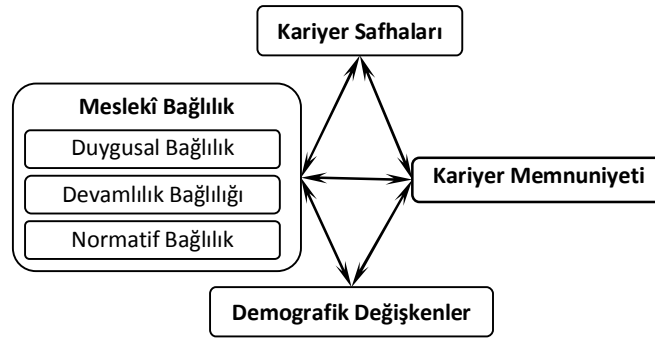 Kariyer Safhaları
Meslekî Bağlılık
Duygusal Bağlılık
Devamlılık Bağlılığı
Normatif Bağlılık
Kariyer Memnuniyeti
Demografik Değişkenler